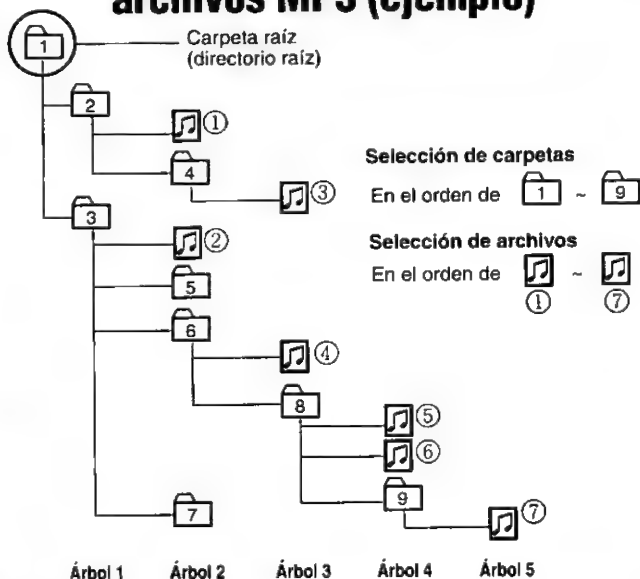 archivos MP3 (ejemplo)
1
Carpeta raíz
(directorio raíz)
2
①
4
③
3
②
5
6
④
8
⑤
⑥
9
⑦
7
Selección de carpetas
En el orden de 1 ~ 9
Selección de archivos
En el orden de ~
① ⑦
Árbol 1 Árbol 2 Árbol 3 Árbol 4 Árbol 5